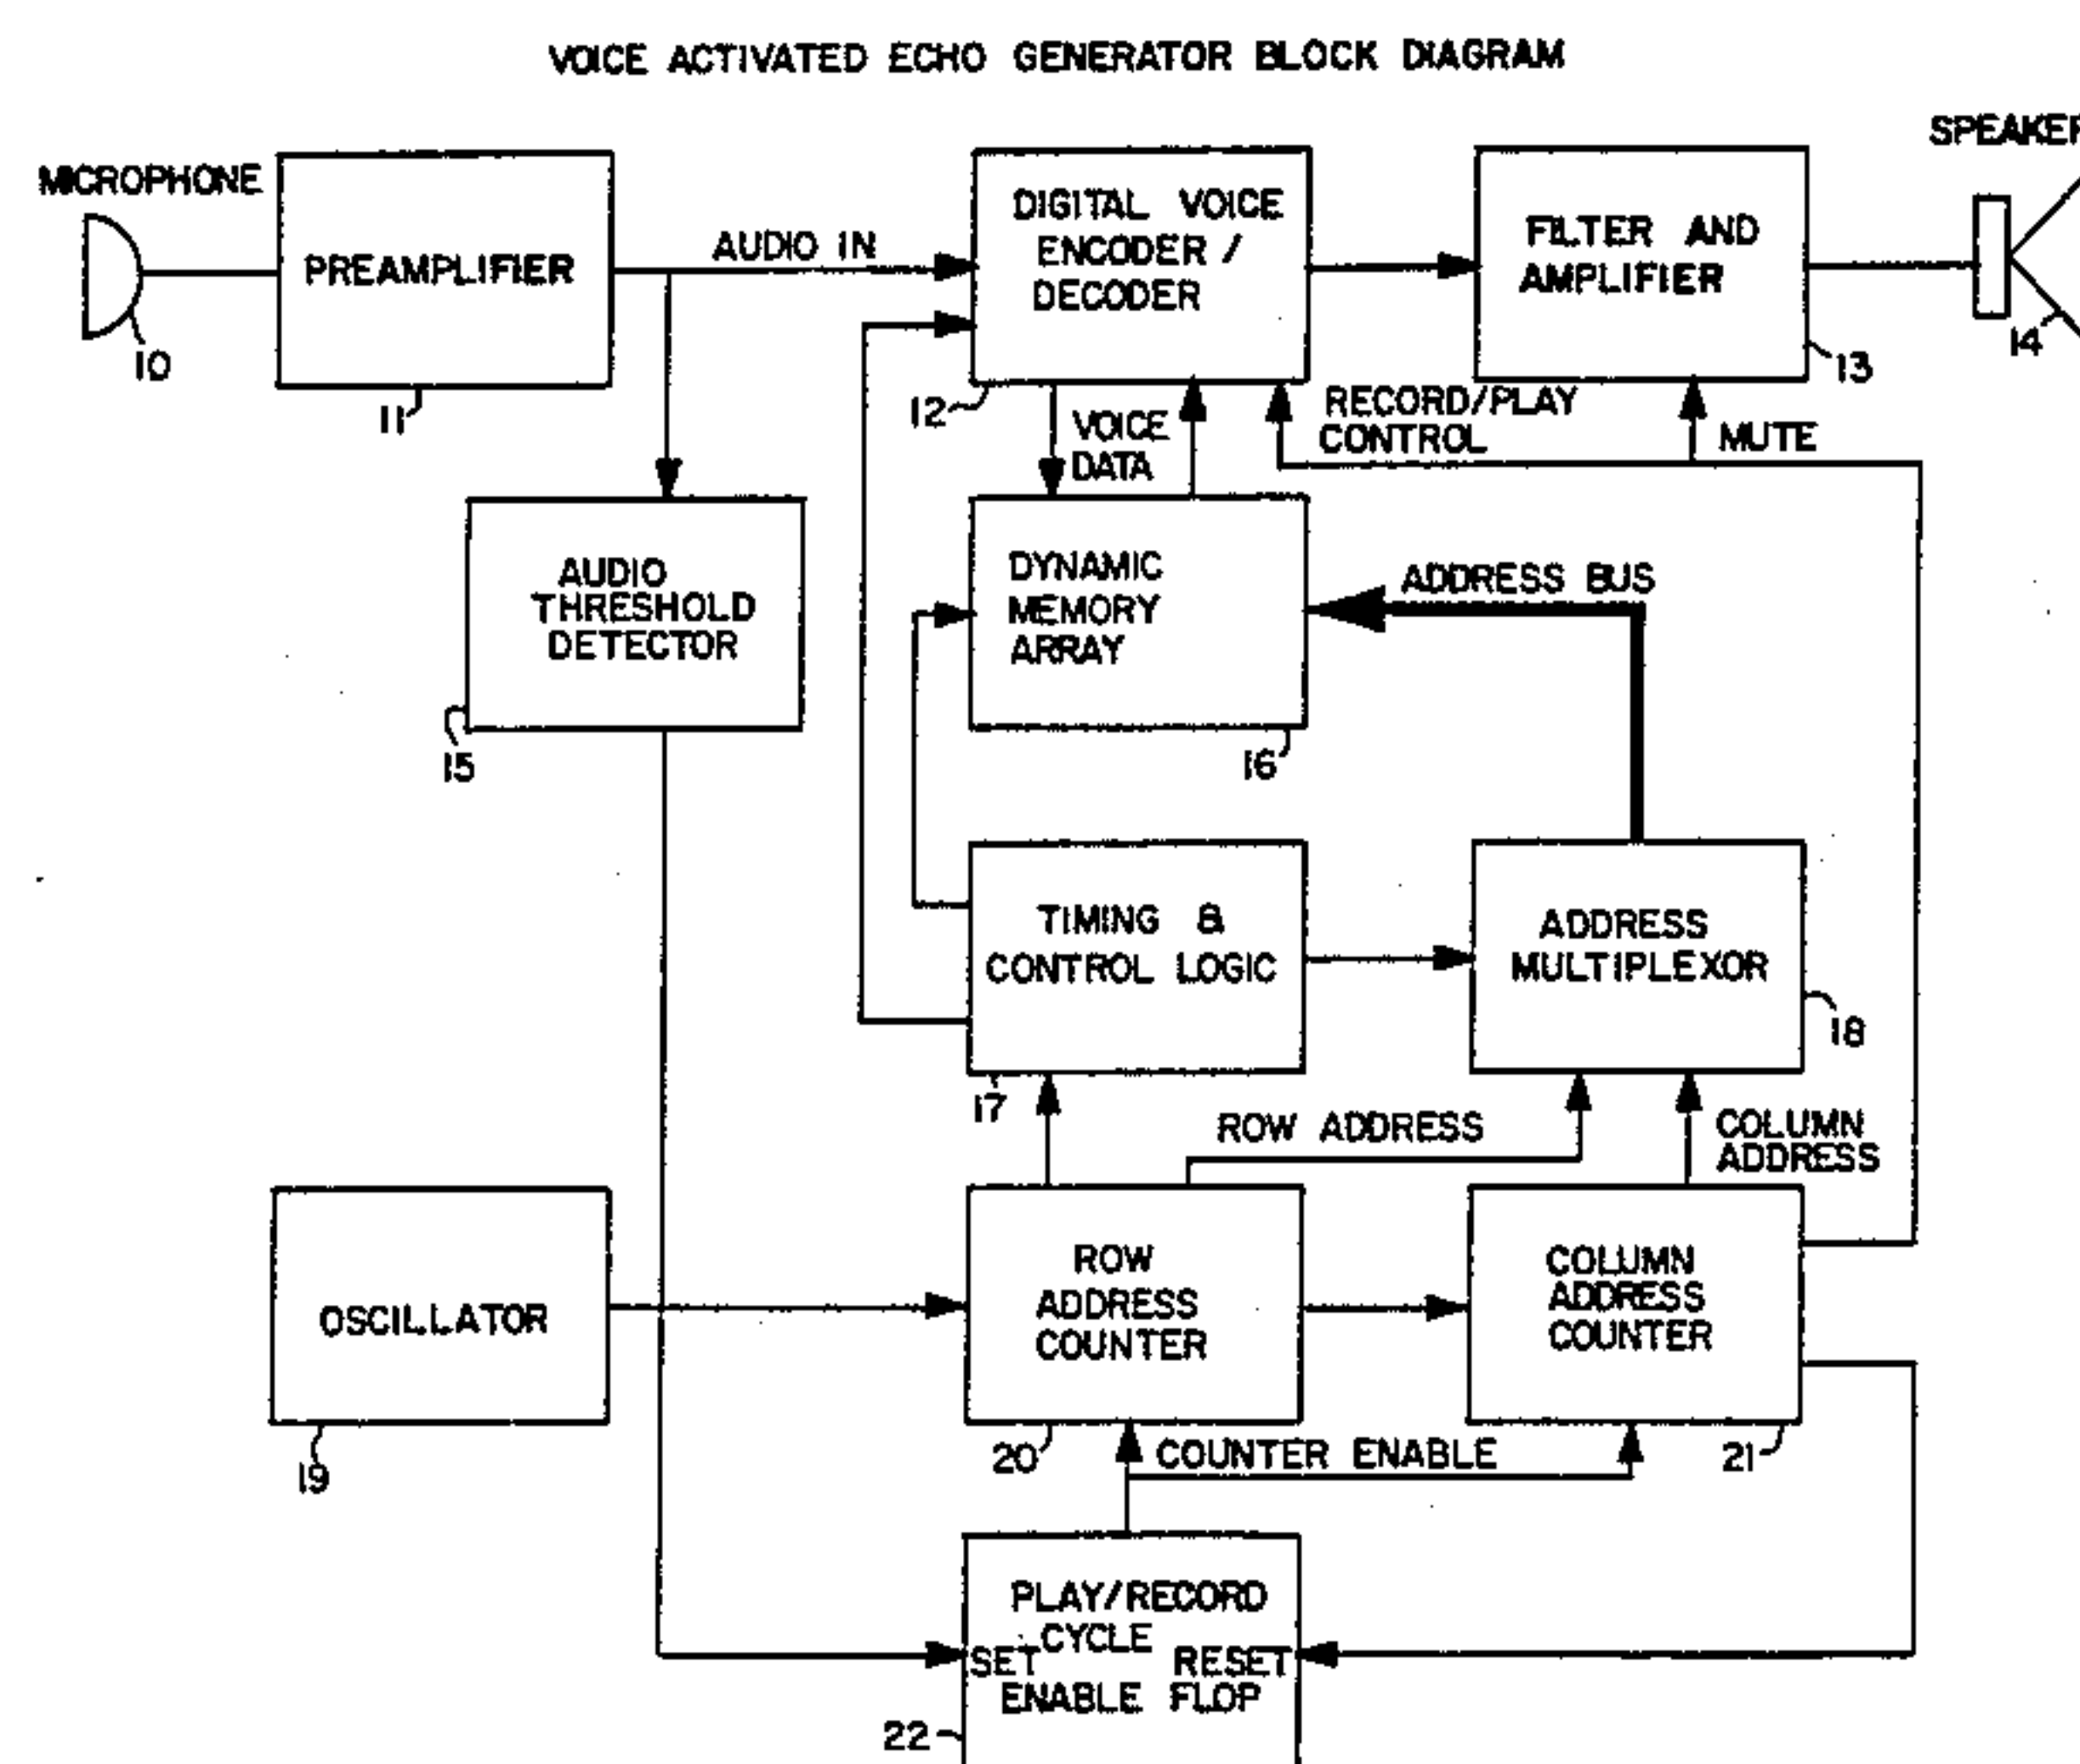 VOICE ACTIVATED ECHO GENERATOR BLOCK DIAGRAM
SPEAKER
MICROPHONE
PREAMPLIFIER
AUDIO IN
DIGITAL VOICE
ENCODER /
DECODER
FILTER AND
AMPLIFIER
10
11
12
13
14
VOICE
DATA
RECORD/PLAY
CONTROL
MUTE
AUDIO
THRESHOLD
DETECTOR
15
DYNAMIC
MEMORY
ARRAY
16
ADDRESS BUS
TIMING &
CONTROL LOGIC
17
ADDRESS
MULTIPLEXOR
18
ROW ADDRESS
COLUMN
ADDRESS
OSCILLATOR
19
ROW
ADDRESS
COUNTER
20
COLUMN
ADDRESS
COUNTER
21
COUNTER ENABLE
PLAY/RECORD
CYCLE
SET RESET
ENABLE FLOP
22